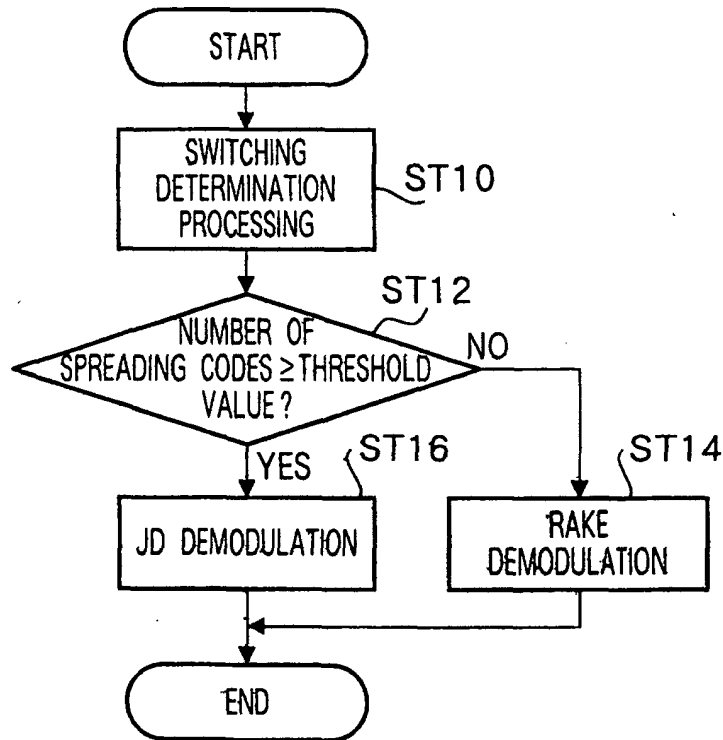 START
SWITCHING
DETERMINATION
PROCESSING
ST10
ST12
NUMBER OF
SPREADING CODES ≥ THRESHOLD
VALUE?
NO
YES
ST16
ST14
JD DEMODULATION
RAKE
DEMODULATION
END